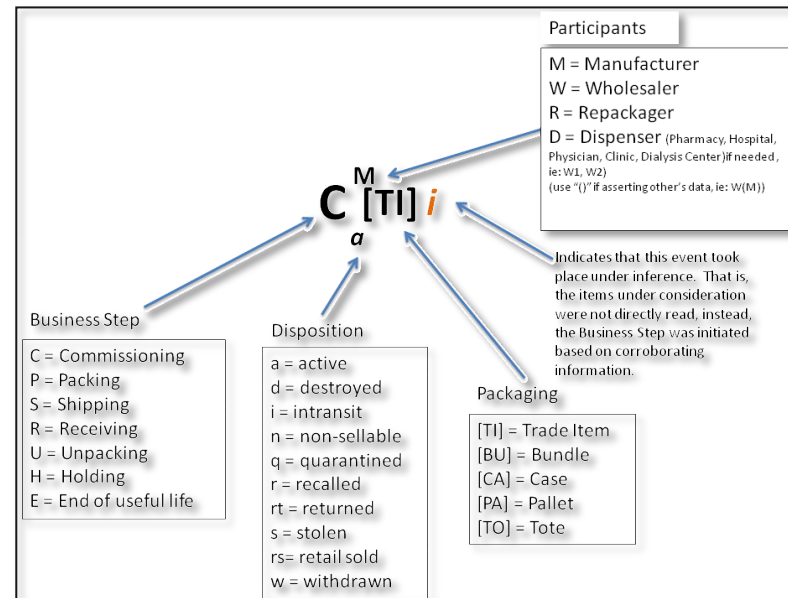 Participants
M = Manufacturer
W = Wholesaler
R = Repackager
D = Dispenser (Pharmacy, Hospital,
Physician, Clinic, Dialysis Center)if needed ,
ie: W1, W2)
(use "()" if asserting other's data, ie: W(M))
M
C [TI] i
a
Indicates that this event took
place under inference. That is,
the items under consideration
were not directly read, instead,
the Business Step was initiated
based on corroborating
information.
Business Step
C = Commissioning
P = Packing
S = Shipping
R = Receiving
U = Unpacking
H = Holding
E = End of useful life
Disposition
a = active
d = destroyed
i = intransit
n = non-sellable
q = quarantined
r = recalled
rt = returned
s = stolen
rs= retail sold
w = withdrawn
Packaging
[TI] = Trade Item
[BU] = Bundle
[CA] = Case
[PA] = Pallet
[TO] = Tote